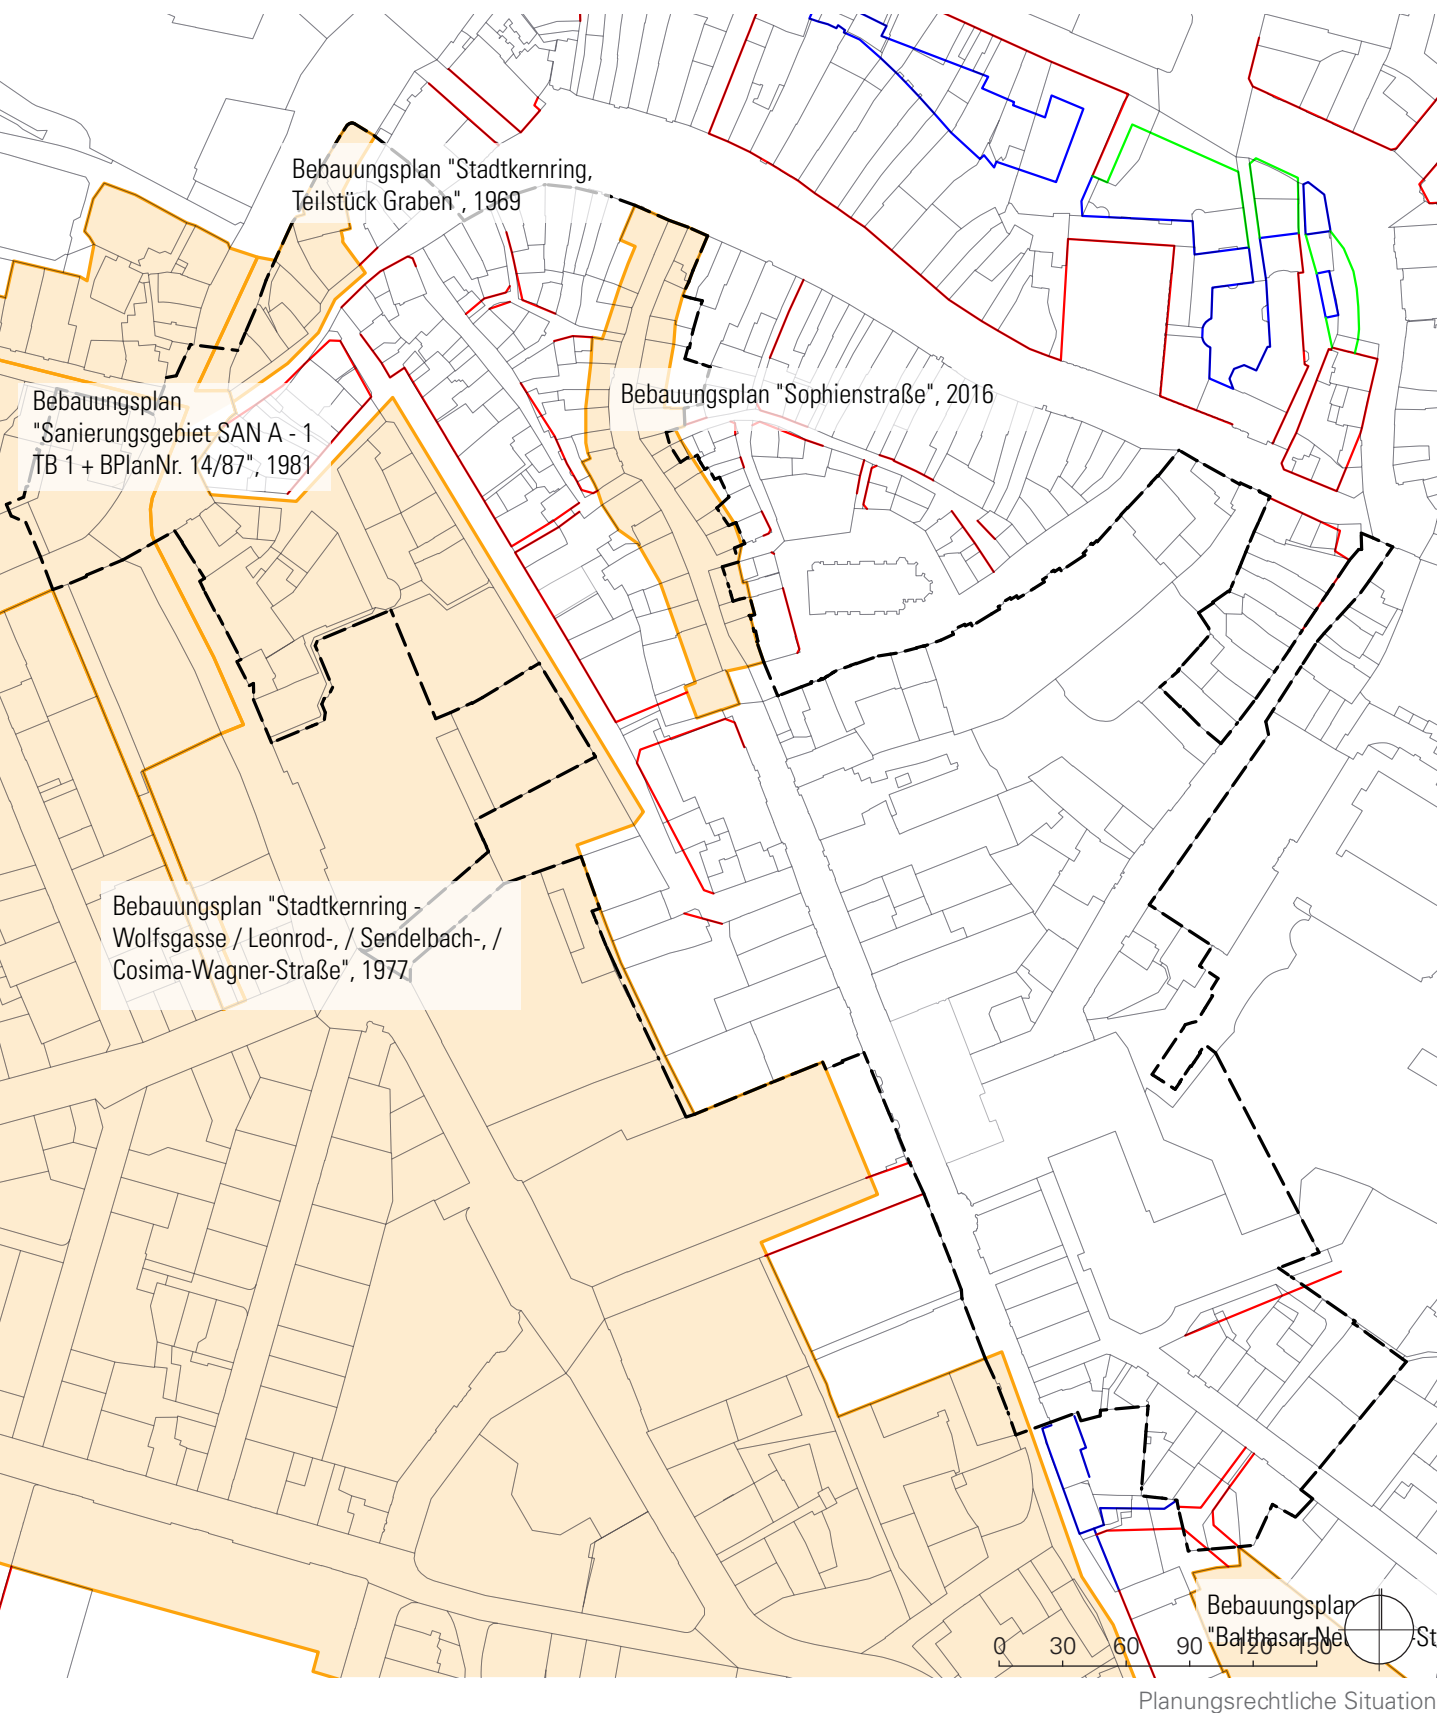 Bebauungsplan "Stadtkernring,
Teilstück Graben", 1969
Bebauungsplan "Sophienstraße", 2016
Bebauungsplan
"Sanierungsgebiet SAN A - 1
TB 1 + BPlanNr. 14/87", 1981
Bebauungsplan "Stadtkernring -
Wolfsgasse / Leonrod-, / Sendelbach-, /
Cosima-Wagner-Straße", 1977
Bebauungsplan
"Balthasar
0 30 60 90 120 150
Planungsrechtliche Situation